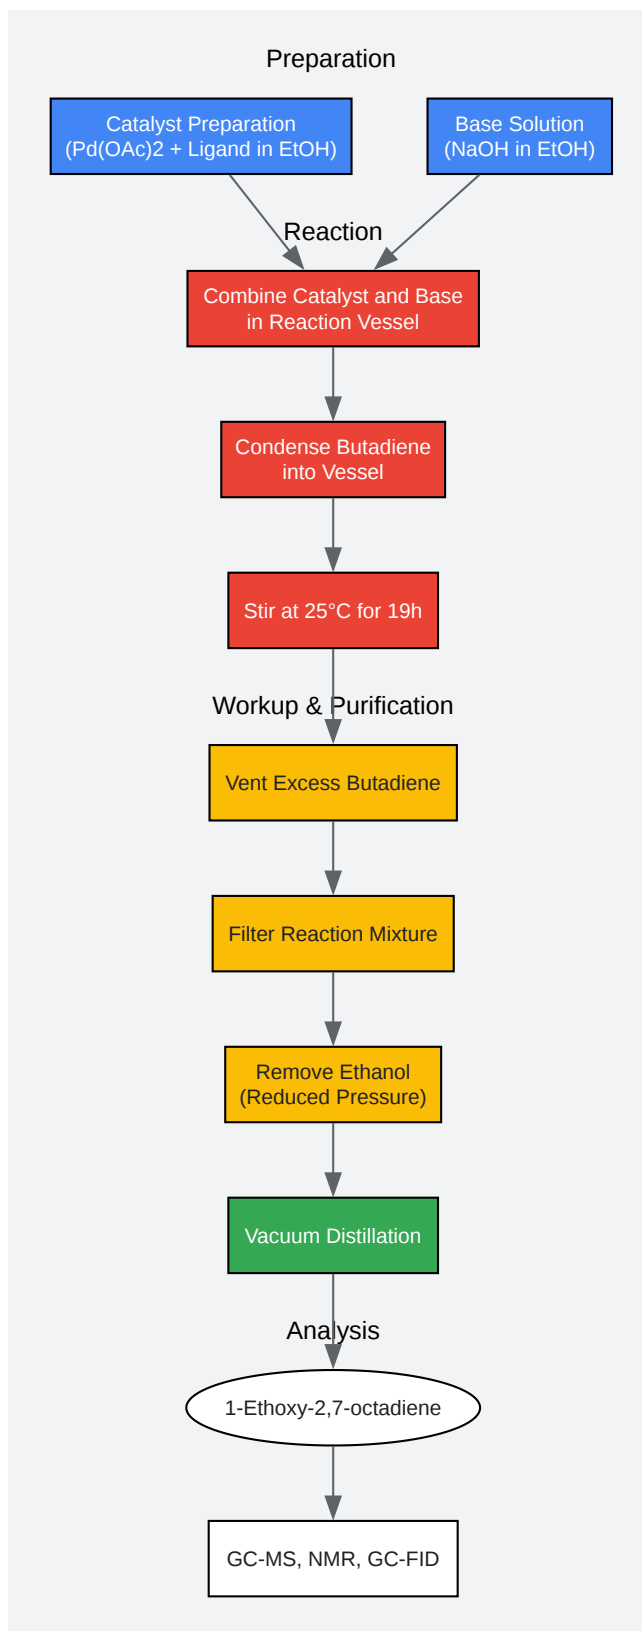 Preparation
Catalyst Preparation
(Pd(OAc)2 + Ligand in EtOH)
Base Solution
(NaOH in EtOH)
Reaction
Combine Catalyst and Base
in Reaction Vessel
Condense Butadiene
into Vessel
Stir at 25°C for 19h
Workup & Purification
Vent Excess Butadiene
Filter Reaction Mixture
Remove Ethanol
(Reduced Pressure)
Vacuum Distillation
Analysis
1-Ethoxy-2,7-octadiene
GC-MS, NMR, GC-FID